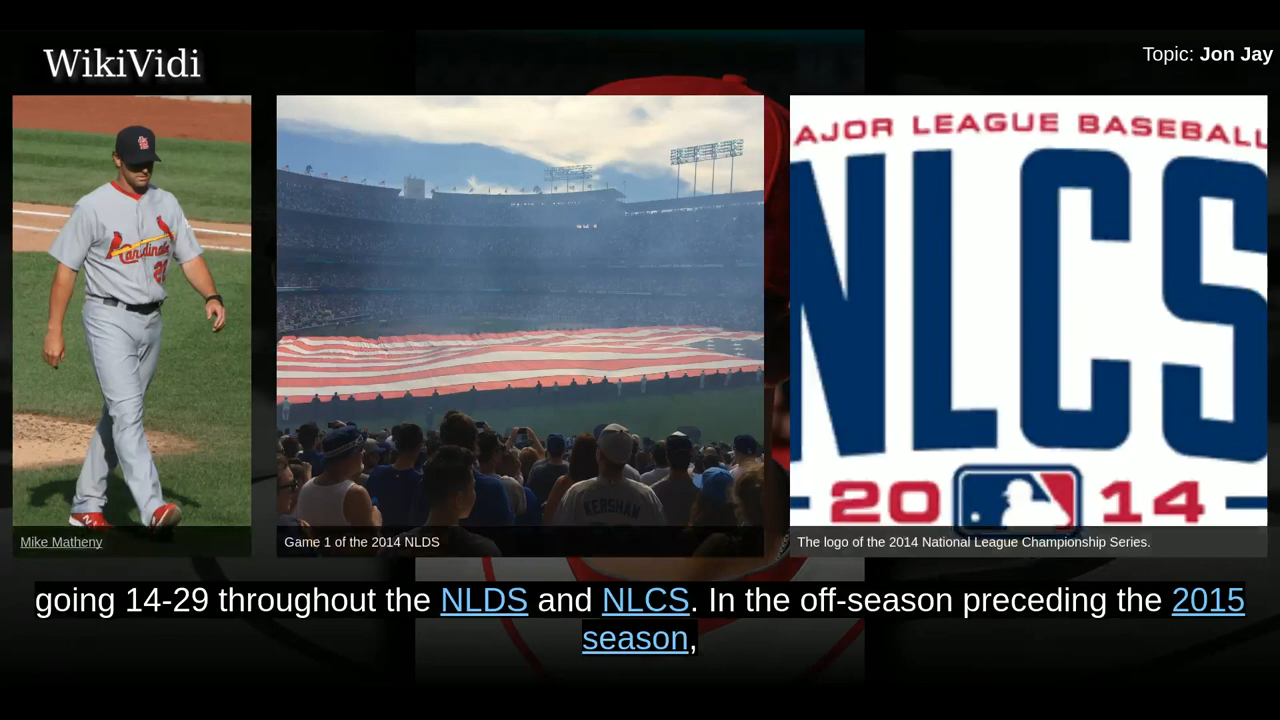 WikiVidi
Topic: Jon Jay
Cardinals
KERSHAW
AJOR LEAGUE BASEBALL
NLCS
20 14
Mike Matheny
Game 1 of the 2014 NLDS
The logo of the 2014 National League Championship Series.
going 14-29 throughout the NLDS and NLCS. In the off-season preceding the 2015
season,